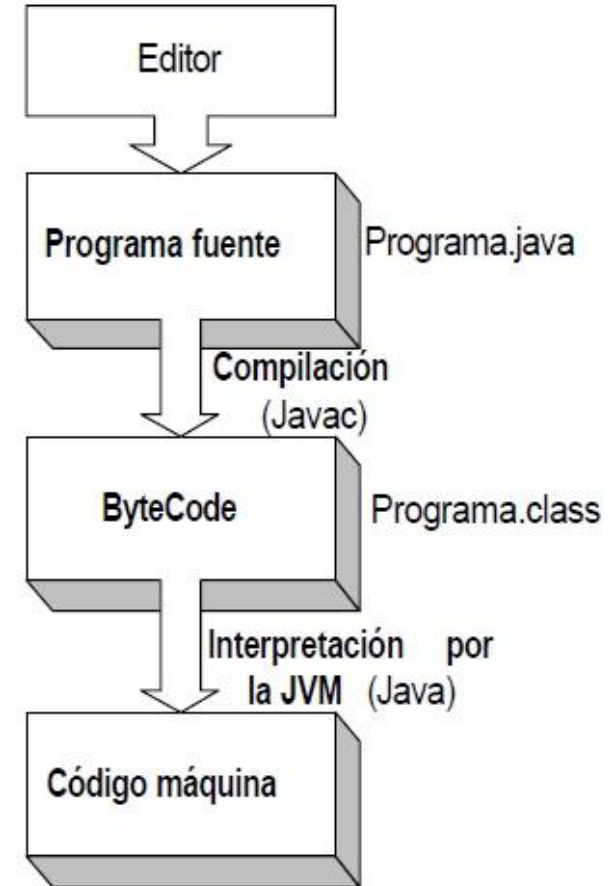 Editor
Programa fuente
Programa.java
Compilación
(Javac)
ByteCode
Programa.class
Interpretación por
la JVM (Java)
Código máquina